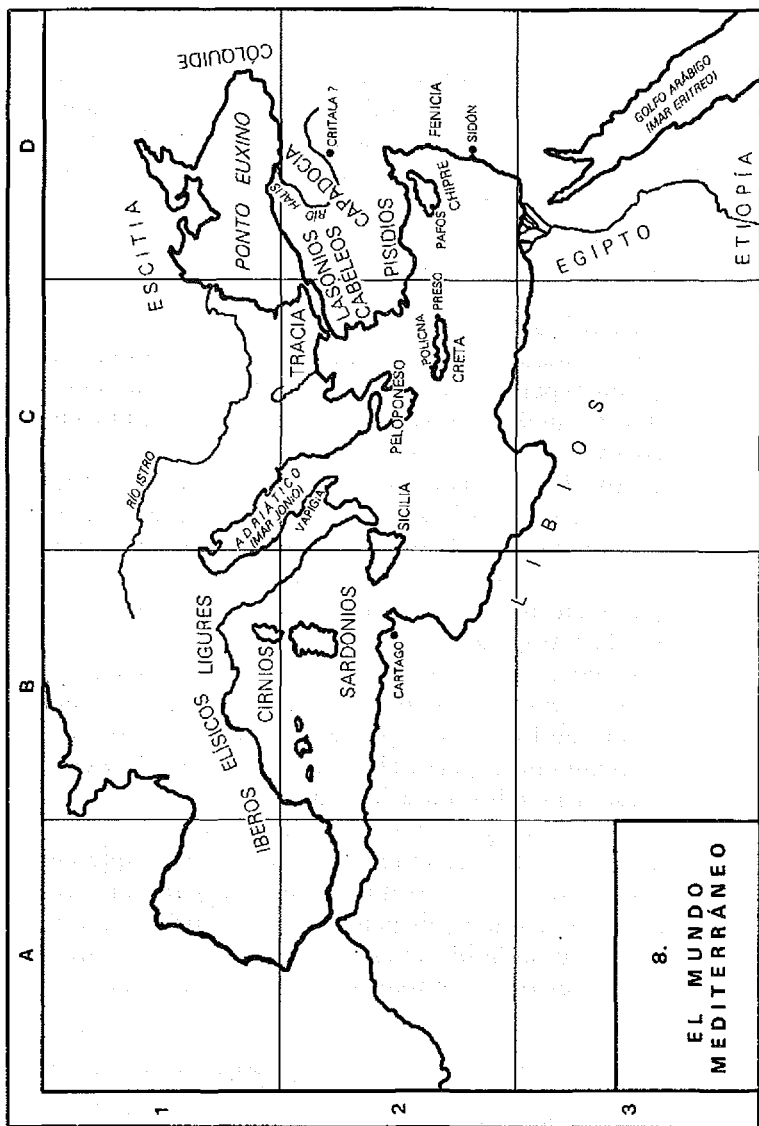 A
B
C
D
1
2
3
ESCITIA
CÓLQUIDE
PONTO EUXINO
RÍO ISTRO
TRACIA
LASONIOS
CABELEOS
RÍO HALIS
CAPADOCIA
CRITALA ?
PISIDIOS
ADRIÁTICO
(MAR JONIO)
YAPIGIA
LIGURES
ELÍSICOS
IBEROS
CIRNIOS
SARDONIOS
CARTAGO
SICILIA
PELOPONESO
POLICNA
PRESO
CRETA
PAFOS
CHIPRE
FENICIA
SIDÓN
LIBIOS
EGIPTO
ETIOPÍA
GOLFO ARÁBIGO
(MAR ERITREO)
8.
EL MUNDO
MEDITERRÁNEO